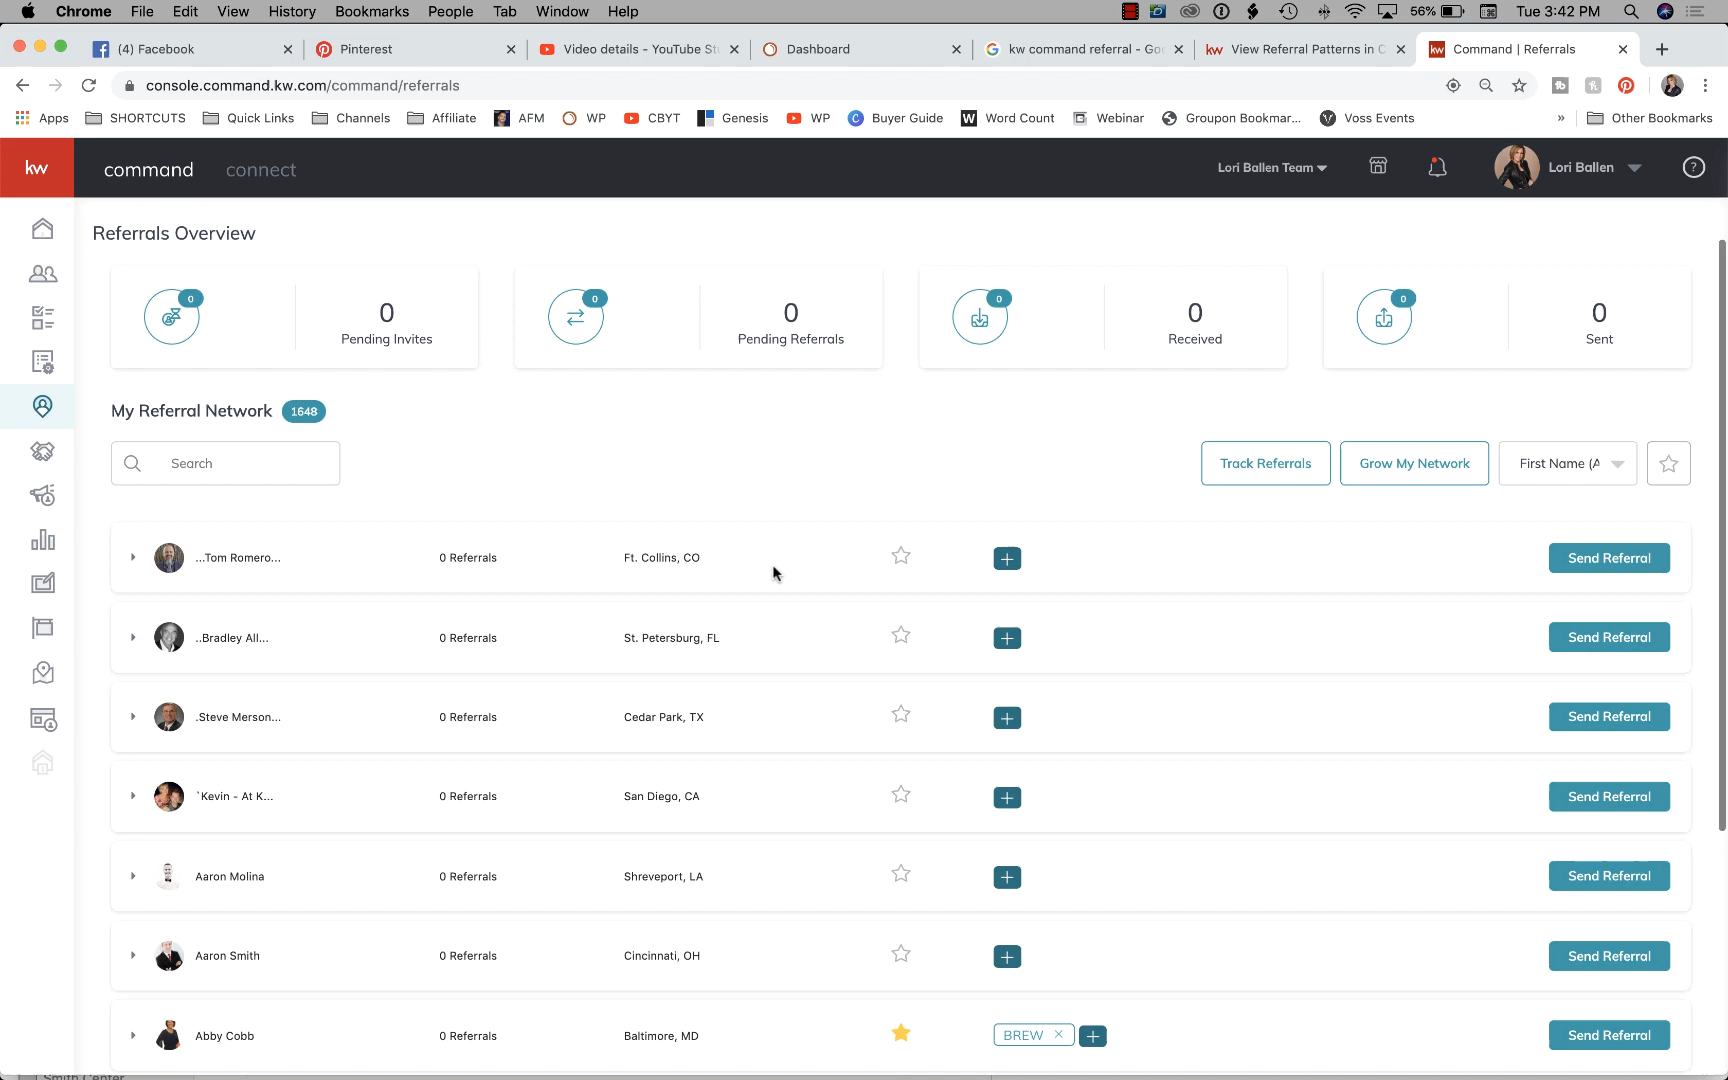 Chrome File Edit View History Bookmarks People Tab Window Help 56% Tue 3:42 PM
(4) Facebook
Pinterest
Video details - YouTube Stu
Dashboard
kw command referral - Goo
kw View Referral Patterns in C
kw Command | Referrals
console.command.kw.com/command/referrals
Apps SHORTCUTS Quick Links Channels Affiliate AFM WP CBYT Genesis WP Buyer Guide Word Count Webinar Groupon Bookmar... Voss Events » Other Bookmarks
kw command connect Lori Ballen Team Lori Ballen ?
Referrals Overview
0 0 Pending Invites
0 0 Pending Referrals
0 0 Received
0 0 Sent
My Referral Network 1648
Search Track Referrals Grow My Network First Name (A
...Tom Romero... 0 Referrals Ft. Collins, CO + Send Referral
..Bradley All... 0 Referrals St. Petersburg, FL + Send Referral
.Steve Merson... 0 Referrals Cedar Park, TX + Send Referral
`Kevin - At K... 0 Referrals San Diego, CA + Send Referral
Aaron Molina 0 Referrals Shreveport, LA + Send Referral
Aaron Smith 0 Referrals Cincinnati, OH + Send Referral
Abby Cobb 0 Referrals Baltimore, MD BREW × + Send Referral
Smith Center